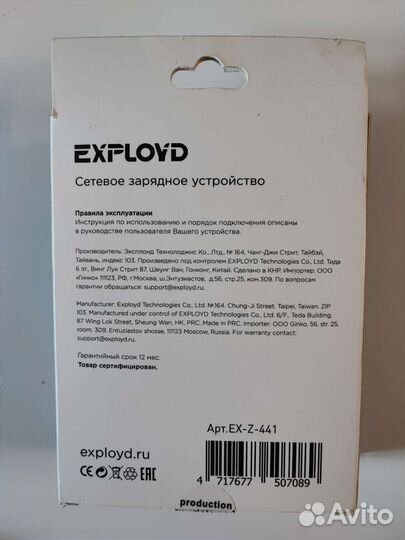 EXPLOYD
Сетевое зарядное устройство
Правила эксплуатации
Инструкция по использованию и порядок подключения описаны
в руководстве пользователя Вашего устройства.
Производитель: Эксплоид Технолоджис Ко., Лтд., № 164, Чанг-Джи Стрит, Тайбэй,
Тайвань, индекс 103. Произведено под контролем EXPLOYD Technologies Co., Ltd. Тида
6 эт., Винг Лук Стрит 87, Шеунг Ван, Гонконг, Китай. Сделано в КНР. Импортер: ООО
«Гинко» 111123, РФ, г.Москва, ш.Энтузиастов, д.56, стр.25, ком.309. По вопросам
гарантии обращаться: support@exployd.ru.
Manufacturer: Exployd Technologies Co., Ltd. №164. Chung-Ji Street, Taipei, Taiwan. ZIP
103. Manufactured under control of EXPLOYD Technologies Co., Ltd. 6/F, Teda Building,
87 Wing Lok Street, Sheung Wan, HK, PRC. Made in PRC. Importer: OOO Ginko, 56, str. 25,
room. 309, Entuziastov shosse, 111123 Moscow, Russia. For warranty contact:
support@exployd.ru.
Гарантийный срок 12 мес.
Товар сертифицирован.
Арт.EX-Z-441
exployd.ru
CE EAC
4 717677 507089
production
Avito